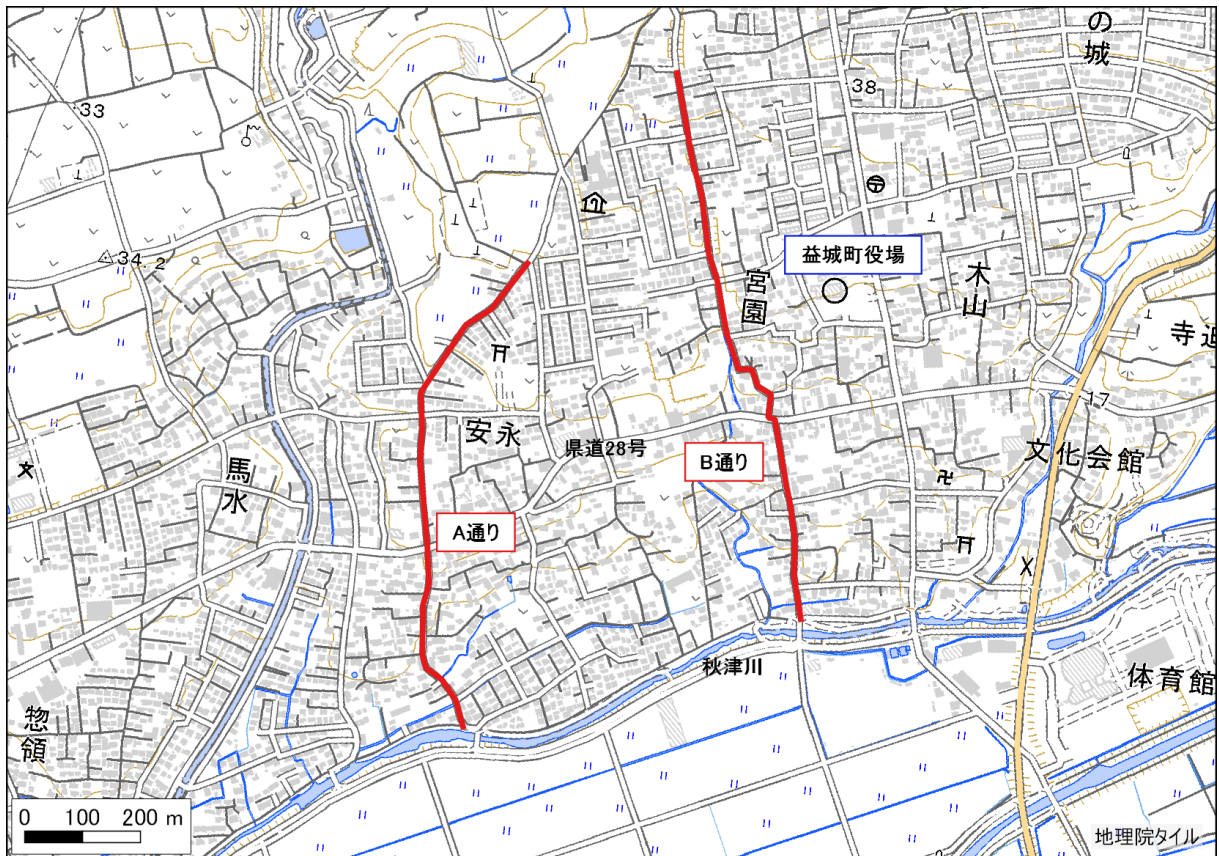 の城
33
38
34.2
益城町役場
宮園
木山
寺迫
17
安永
県道28号
B通り
文化会館
馬水
A通り
秋津川
体育館
惣領
0 100 200 m
地理院タイル